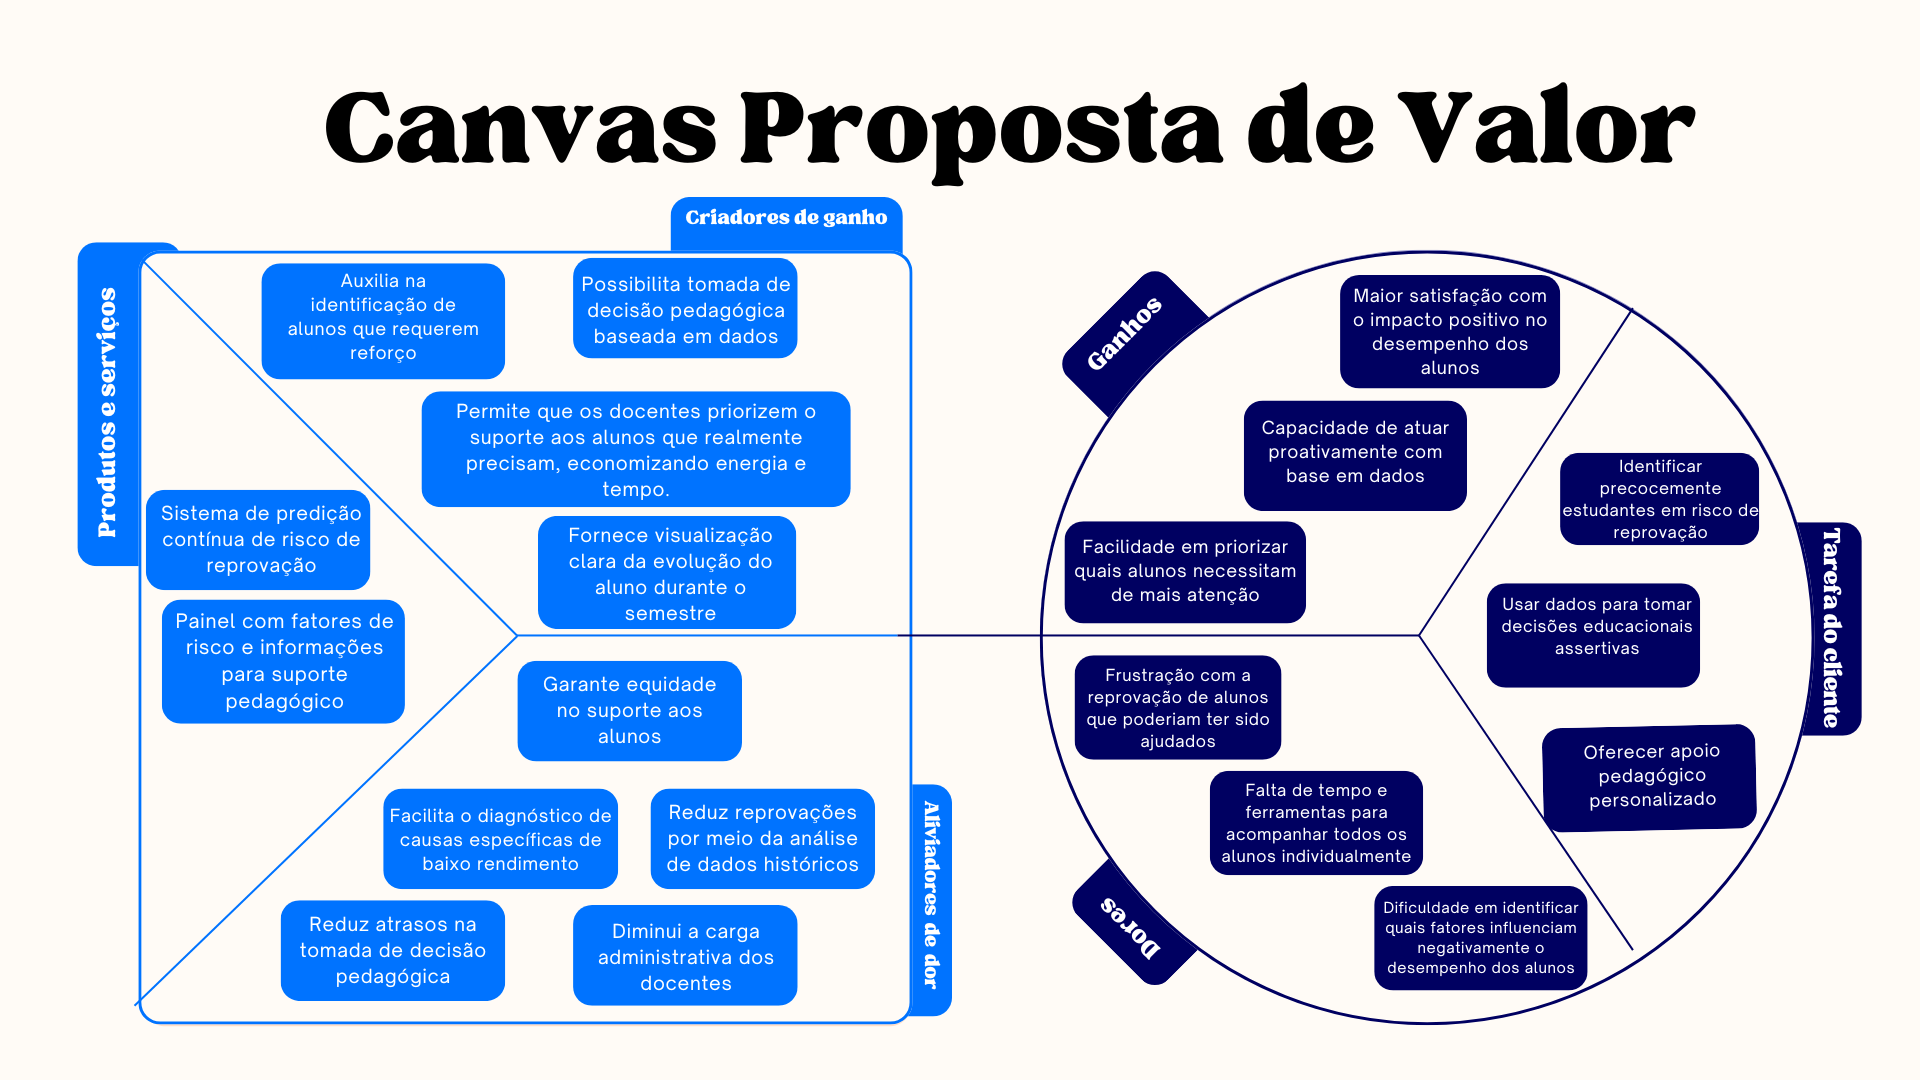 Canvas Proposta de Valor
Criadores de ganho
Produtos e serviços
Auxilia na
identificação de
alunos que requerem
reforço
Possibilita tomada de
decisão pedagógica
baseada em dados
Permite que os docentes priorizem o
suporte aos alunos que realmente
precisam, economizando energia e
tempo.
Fornece visualização
clara da evolução do
aluno durante o
semestre
Sistema de predição
contínua de risco de
reprovação
Painel com fatores de
risco e informações
para suporte
pedagógico
Garante equidade
no suporte aos
alunos
Facilita o diagnóstico de
causas específicas de
baixo rendimento
Reduz reprovações
por meio da análise
de dados históricos
Reduz atrasos na
tomada de decisão
pedagógica
Diminui a carga
administrativa dos
docentes
Aliviadores de dor
Ganhos
Maior satisfação com
o impacto positivo no
desempenho dos
alunos
Capacidade de atuar
proativamente com
base em dados
Facilidade em priorizar
quais alunos necessitam
de mais atenção
Identificar
precocemente
estudantes em risco de
reprovação
Usar dados para tomar
decisões educacionais
assertivas
Oferecer apoio
pedagógico
personalizado
Tarefa do cliente
Frustração com a
reprovação de alunos
que poderiam ter sido
ajudados
Falta de tempo e
ferramentas para
acompanhar todos os
alunos individualmente
Dificuldade em identificar
quais fatores influenciam
negativamente o
desempenho dos alunos
Dores